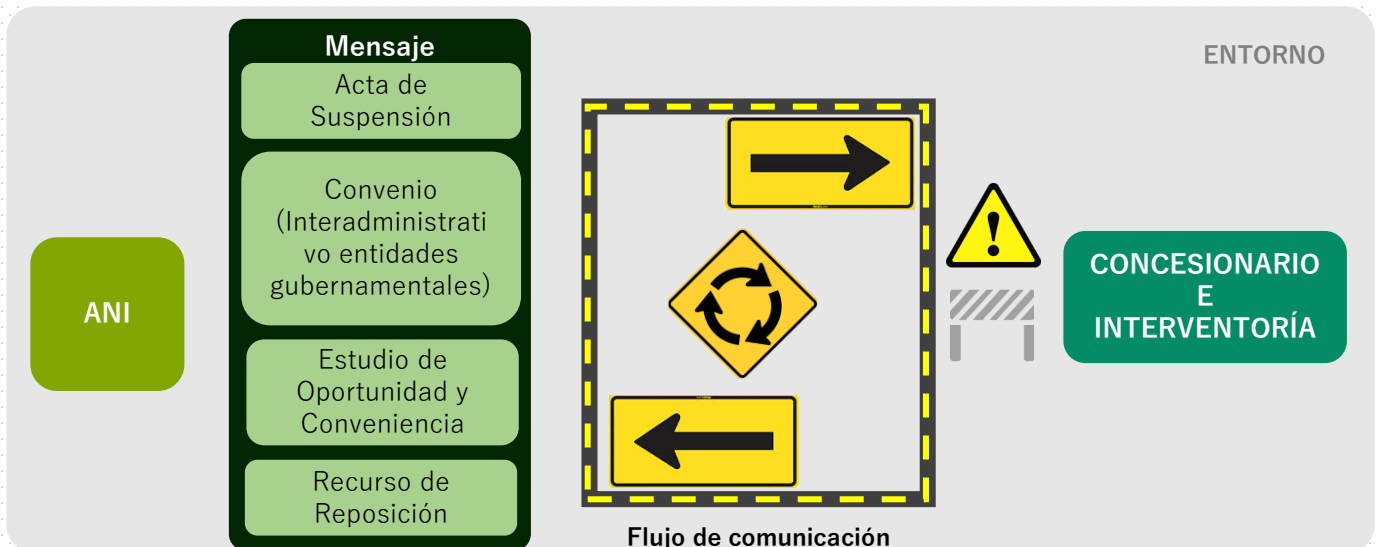 Mensaje
ENTORNO
Acta de
Suspensión
Convenio
(Interadministrati
vo entidades
gubernamentales)
ANI
CONCESIONARIO
E
INTERVENTORÍA
Estudio de
Oportunidad y
Conveniencia
Recurso de
Reposición
Flujo de comunicación